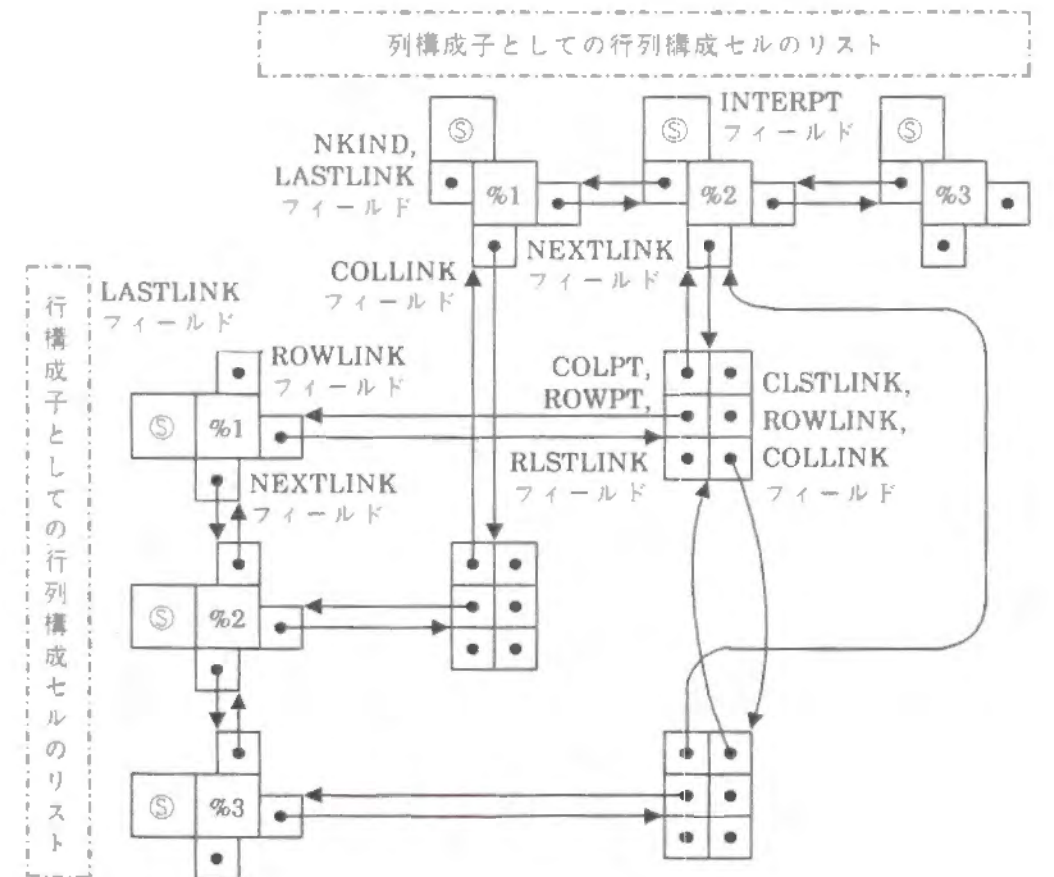 列構成子としての行列構成セルのリスト
Ⓢ
Ⓢ
INTERPT
フィールド
Ⓢ
NKIND,
LASTLINK
フィールド
%1
%2
%3
COLLINK
フィールド
NEXTLINK
フィールド
行構成子としての行列構成セルのリスト
LASTLINK
フィールド
ROWLINK
フィールド
COLPT,
ROWPT,
CLSTLINK,
ROWLINK,
COLLINK
フィールド
Ⓢ
%1
RLSTLINK
フィールド
NEXTLINK
フィールド
Ⓢ
%2
Ⓢ
%3